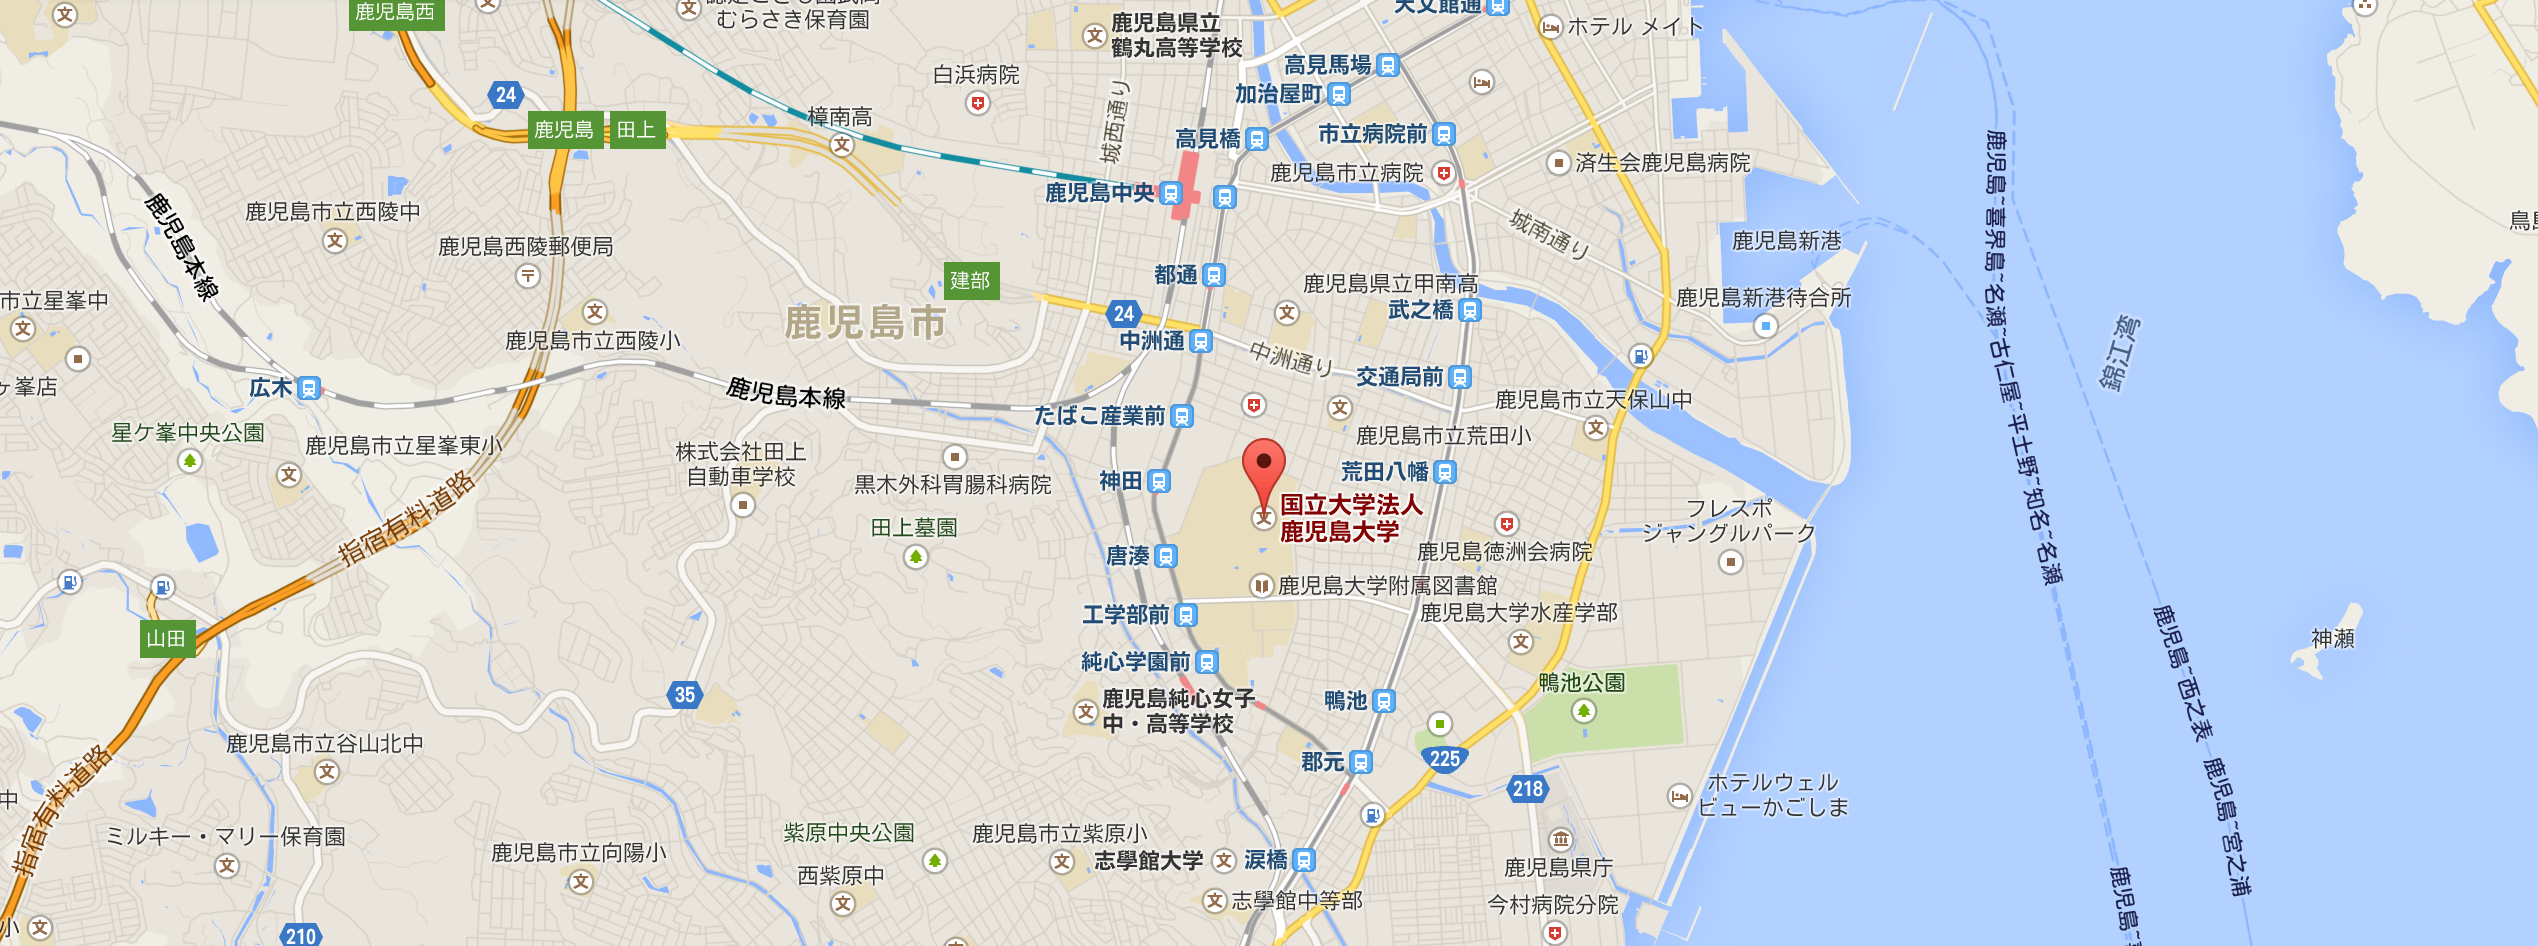 鹿児島西
むらさき保育園
鹿児島県立
鶴丸高等学校
天文館通
ホテル メイト
高見馬場
白浜病院
24
加治屋町
樟南高
城西通り
鹿児島
田上
高見橋
市立病院前
済生会鹿児島病院
鹿児島市立病院
鹿児島中央
鹿児島本線
鹿児島市立西陵中
城南通り
鹿児島新港
鹿児島西陵郵便局
建部
都通
鹿児島県立甲南高
市立星峯中
鹿児島市
24
武之橋
鹿児島新港待合所
鹿児島市立西陵小
中洲通
中洲通り
錦江湾
鹿児島~喜界島~名瀬~古仁屋~平土野~知名~名瀬
ヶ峯店
広木
鹿児島本線
交通局前
鹿児島市立天保山中
たばこ産業前
星ケ峯中央公園
鹿児島市立星峯東小
株式会社田上
自動車学校
鹿児島市立荒田小
黒木外科胃腸科病院
神田
荒田八幡
指宿有料道路
国立大学法人
鹿児島大学
フレスポ
ジャングルパーク
田上墓園
唐湊
鹿児島徳洲会病院
鹿児島大学附属図書館
工学部前
鹿児島大学水産学部
山田
神瀬
純心学園前
35
鹿児島純心女子
中・高等学校
鴨池
鴨池公園
鹿児島~西之表
鹿児島市立谷山北中
郡元
225
218
ホテルウェル
ビューかごしま
鹿児島~宮之浦
指宿有料道路
中
ミルキー・マリー保育園
紫原中央公園
鹿児島市立紫原小
鹿児島市立向陽小
志學館大学
涙橋
鹿児島県庁
西紫原中
志學館中等部
今村病院分院
小
210
鹿児島~